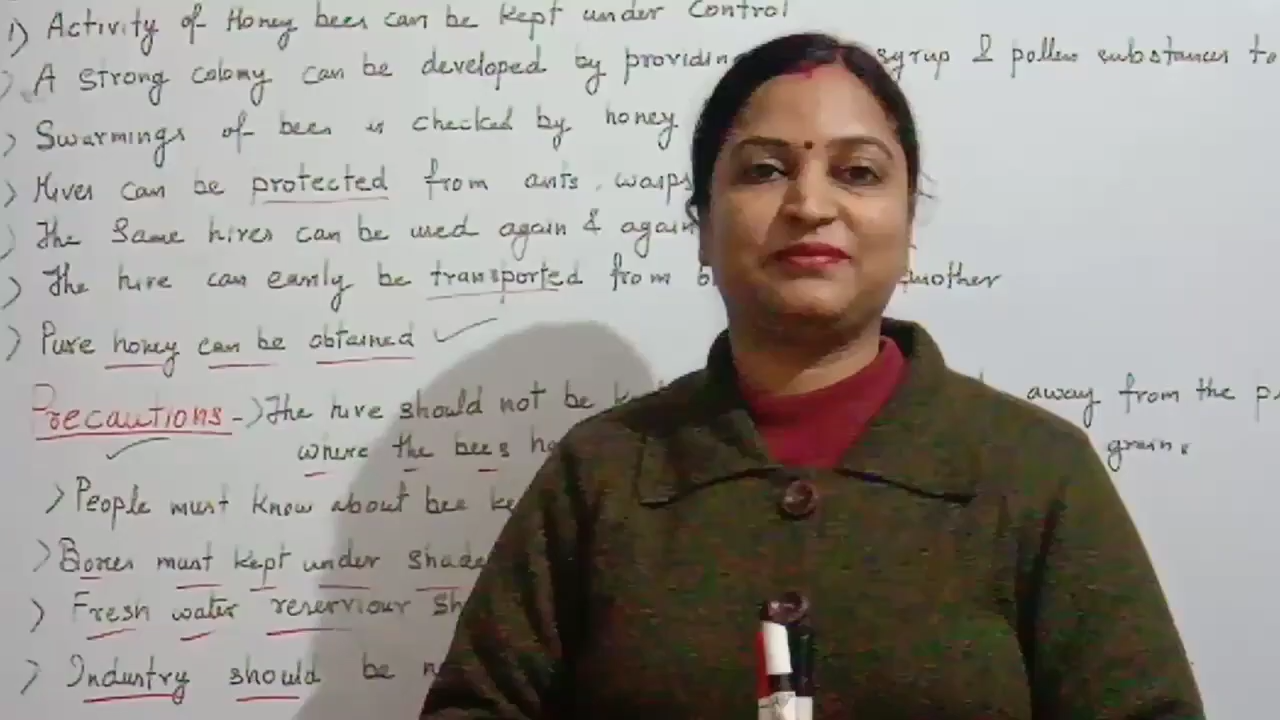 1) Activity of Honey bees can be kept under Control
) A strong colony can be developed by providin syrup & pollen substances to
) Swarmings of bees is checked by honey
) Hives can be protected from ants, wasps
) The Same hives can be used again & again
) The hive can easily be transported from another
) Pure honey can be obtained
Precautions -) The hive should not be away from the
where the bees grains
) People must know about bee
) Boxes must kept under shade
) Fresh water reserviour sh
) Industry should be